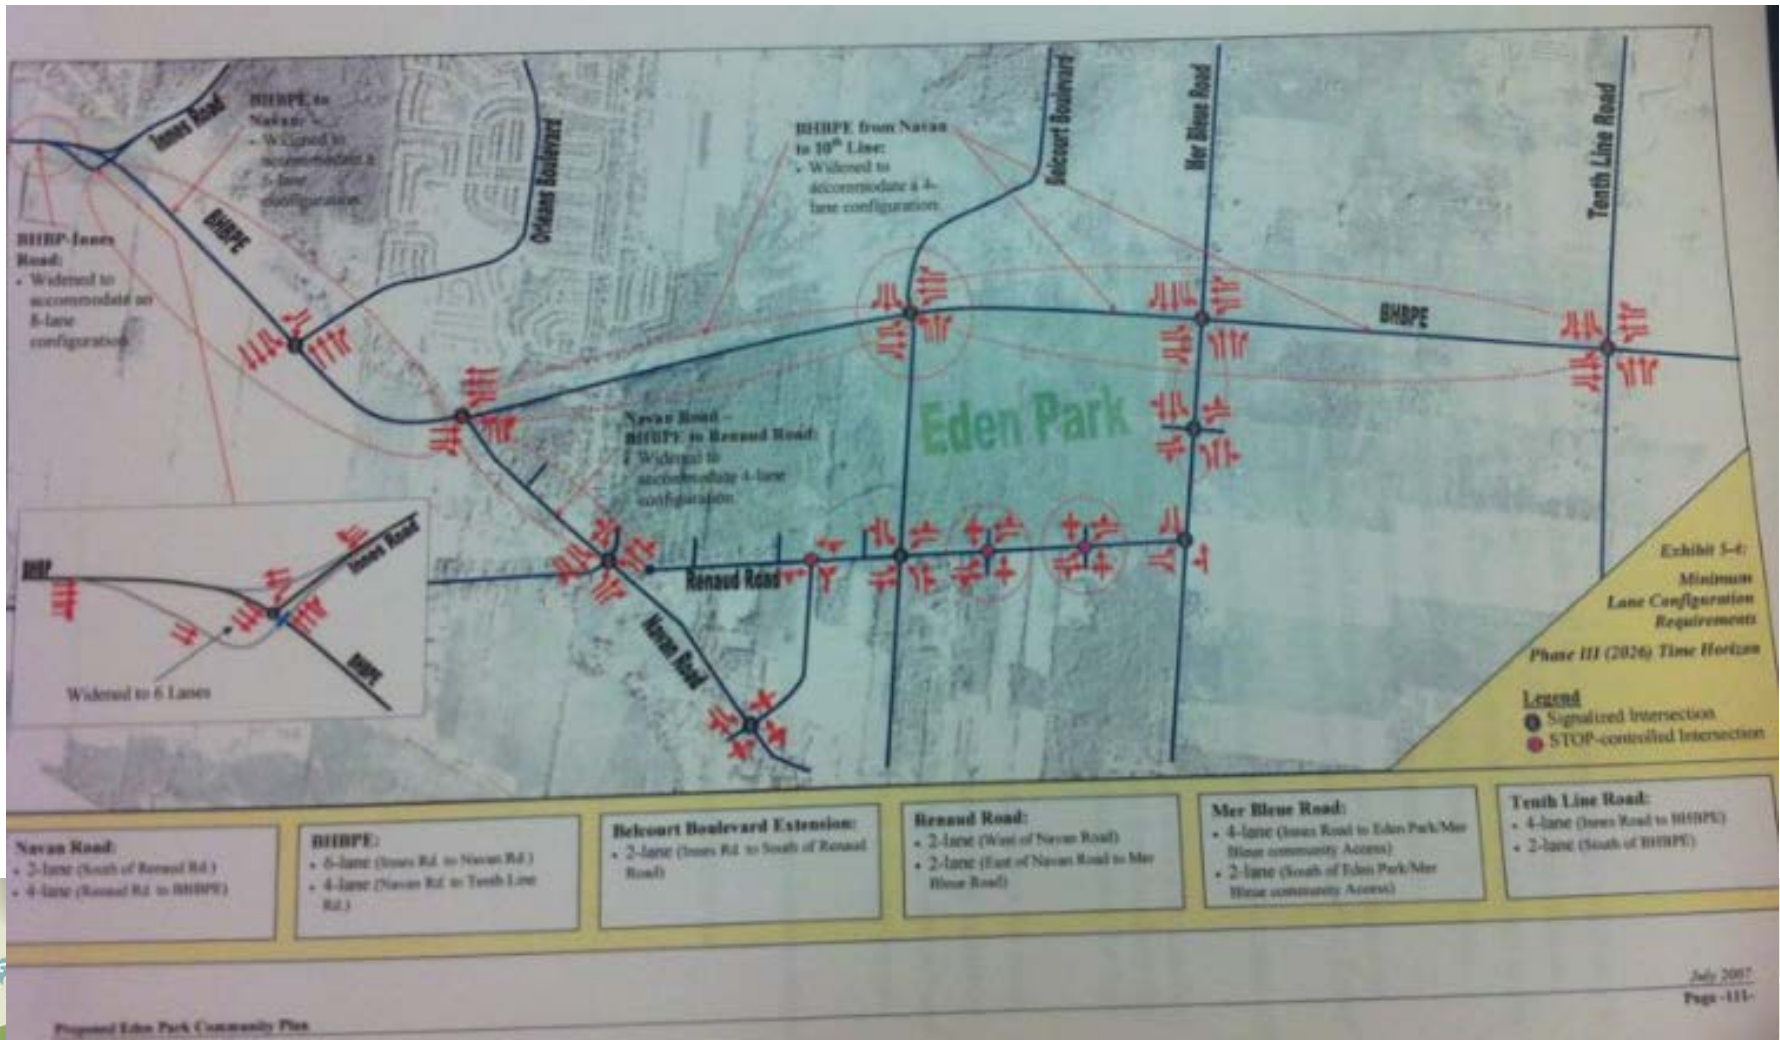 Innes Road
BHBPE to
Navan:
- Widened to
accommodate a
6-lane
configuration.
Orleans Boulevard
BHBPE from Navan
to 10th Line:
- Widened to
accommodate a 4-
lane configuration.
Belcourt Boulevard
Mer Bleue Road
Tenth Line Road
BHBPE
BHBP-Innes
Road:
- Widened to
accommodate an
8-lane
configuration.
BHBPE
Eden Park
Navan Road –
BHBPE to Renaud Road:
- Widened to
accommodate 4-lane
configuration.
BHBP
Innes Road
BHBPE
Widened to 6 Lanes
Renaud Road
Navan Road
Exhibit 5-4:
Minimum
Lane Configuration
Requirements
Phase III (2026) Time Horizon
Legend
Signalized Intersection
STOP-controlled Intersection
Navan Road:
• 2-lane (South of Renaud Rd.)
• 4-lane (Renaud Rd. to BHBPE)
BHBPE:
• 6-lane (Innes Rd. to Navan Rd.)
• 4-lane (Navan Rd. to Tenth Line
Rd.)
Belcourt Boulevard Extension:
• 2-lane (Innes Rd. to South of Renaud
Road)
Renaud Road:
• 2-lane (West of Navan Road)
• 2-lane (East of Navan Road to Mer
Bleue Road)
Mer Bleue Road:
• 4-lane (Innes Road to Eden Park/Mer
Bleue community Access)
• 2-lane (South of Eden Park/Mer
Bleue community Access)
Tenth Line Road:
• 4-lane (Innes Road to BHBPE)
• 2-lane (South of BHBPE)
July 2007
Page -111-
Proposed Eden Park Community Plan